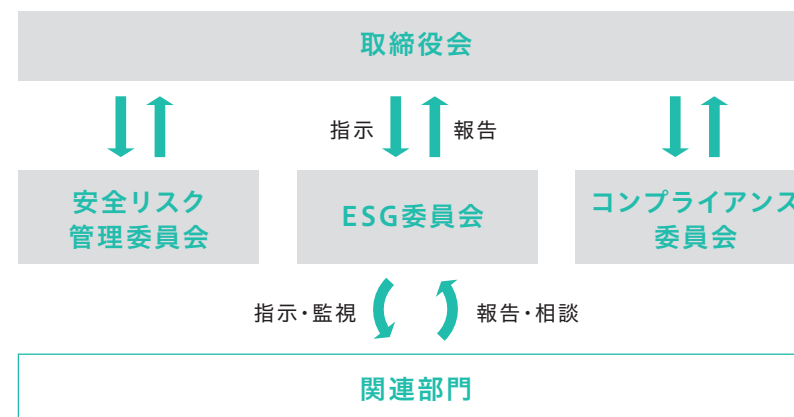 取締役会
指示
報告
安全リスク
管理委員会
ESG委員会
コンプライアンス
委員会
指示・監視
報告・相談
関連部門